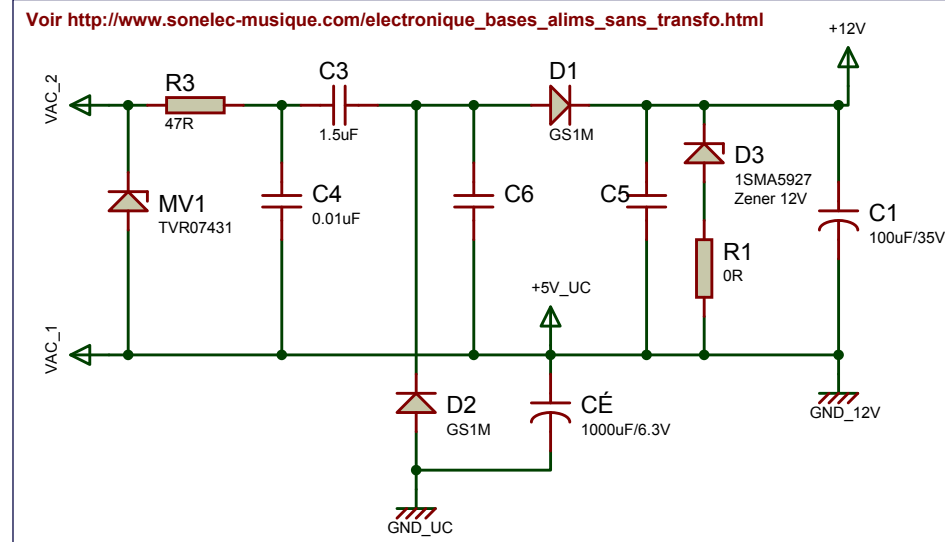 Voir http://www.sonelec-musique.com/electronique_bases_alims_sans_transfo.html
+12V
VAC_2
R3
47R
C3
1.5uF
D1
GS1M
MV1
TVR07431
C4
0.01uF
C6
C5
D3
1SMA5927
Zener 12V
C1
100uF/35V
R1
0R
+5V_UC
VAC_1
D2
GS1M
CÉ
1000uF/6.3V
GND_12V
GND_UC